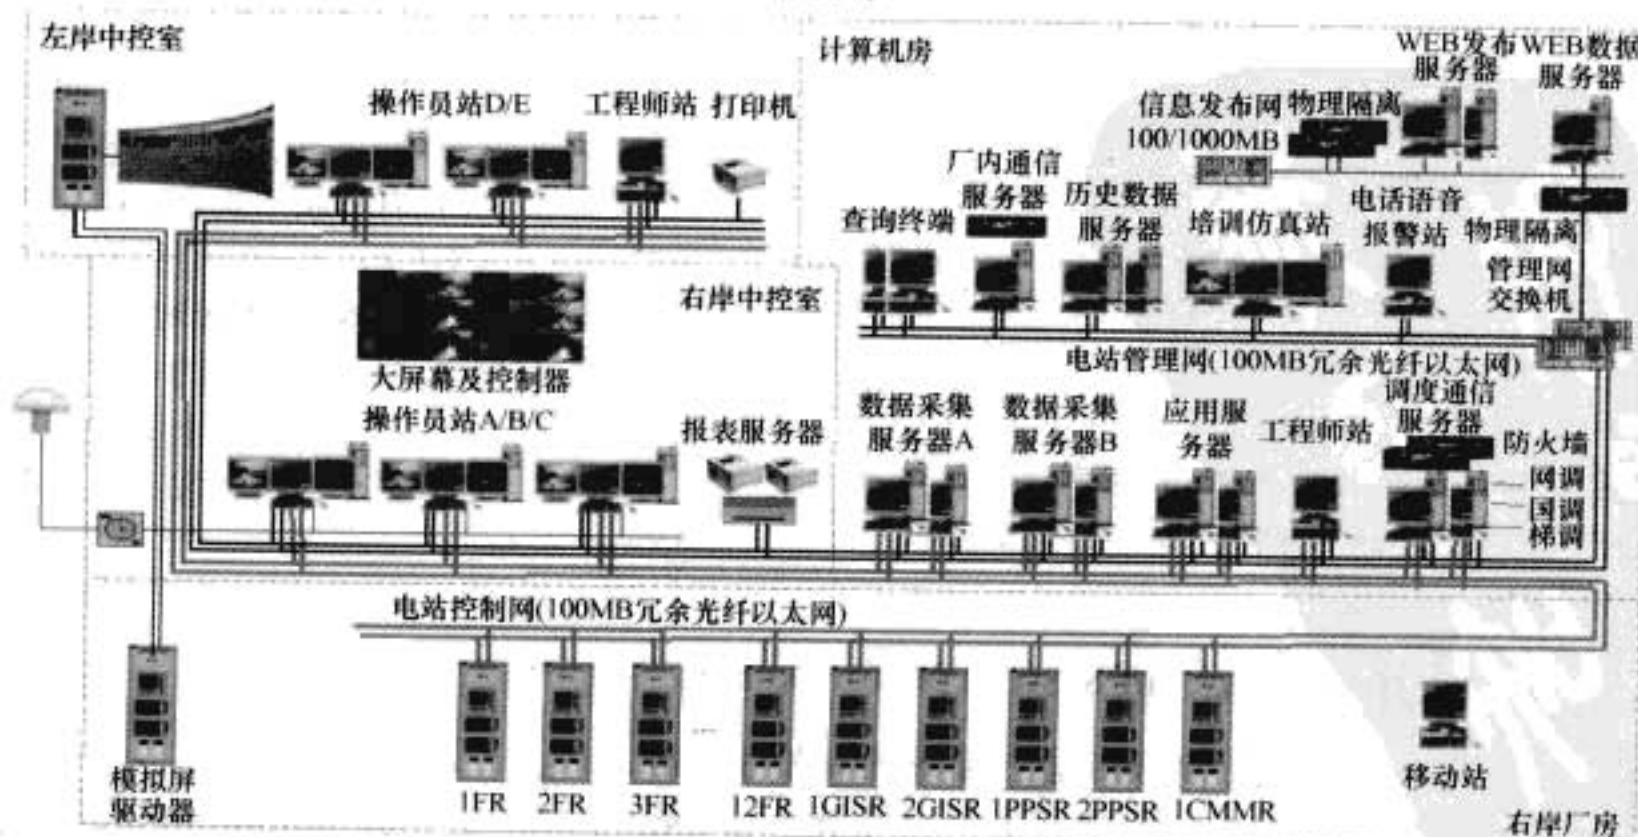 左岸中控室
操作员站D/E
工程师站
打印机
计算机房
WEB发布
服务器
WEB数据
服务器
信息发布网
100/1000MB
物理隔离
厂内通信
服务器
历史数据
服务器
查询终端
培训仿真站
电话语音
报警站
物理隔离
管理网
交换机
电站管理网(100MB冗余光纤以太网)
右岸中控室
大屏幕及控制器
操作员站A/B/C
报表服务器
数据采集
服务器A
数据采集
服务器B
应用服
务器
工程师站
调度通信
服务器
防火墙
网调
国调
梯调
电站控制网(100MB冗余光纤以太网)
模拟屏
驱动器
1FR
2FR
3FR
...
12FR
1GISR
2GISR
1PPSR
2PPSR
1CMMR
移动站
右岸厂房